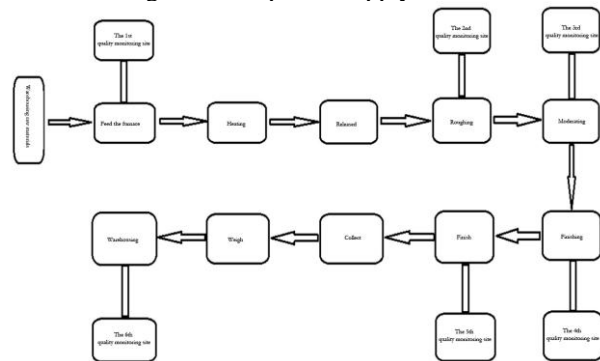 The 1st
quality monitoring site
The 2nd
quality monitoring site
The 3rd
quality monitoring site
Warehousing raw materials
Feed the furnace
Heating
Released
Roughing
Moderating
Warehousing
Weigh
Collect
Finish
Finishing
The 6th
quality monitoring site
The 5th
quality monitoring site
The 4th
quality monitoring site